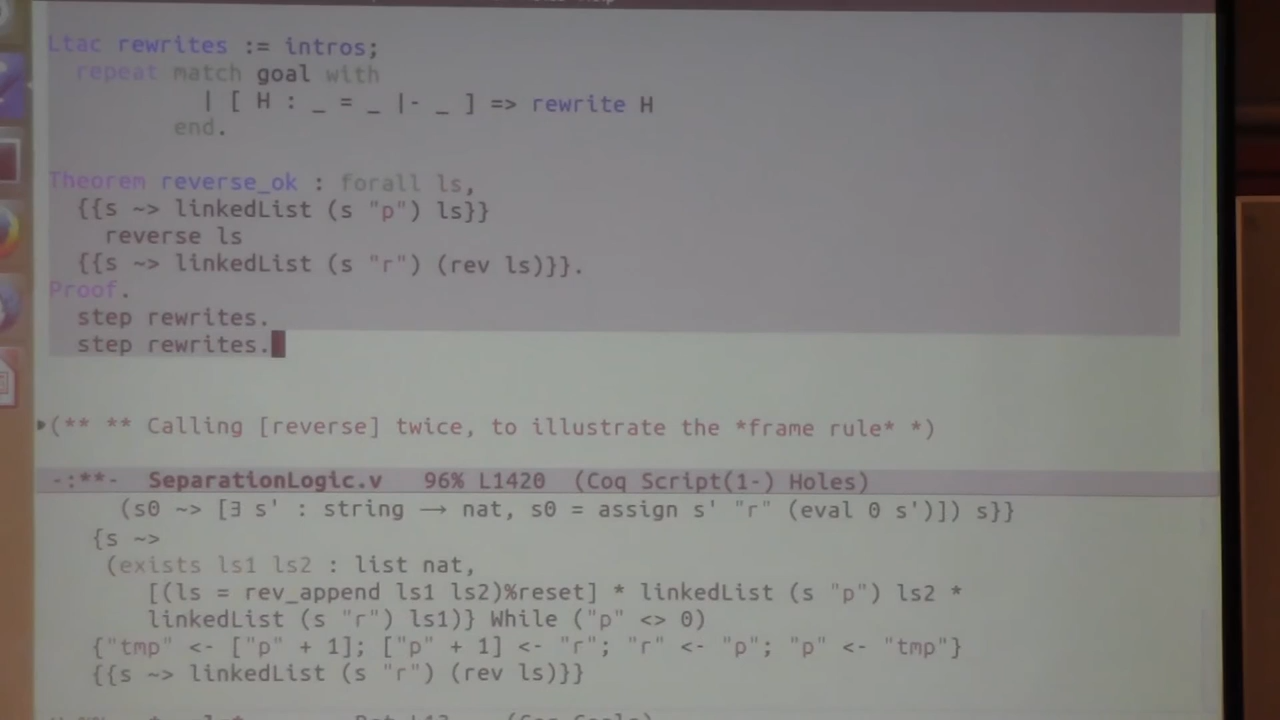 Ltac rewrites := intros;
repeat match goal with
| [ H : _ = _ |- _ ] => rewrite H
end.
Theorem reverse_ok : forall ls,
{{s ~> linkedList (s "p") ls}}
reverse ls
{{s ~> linkedList (s "r") (rev ls)}}.
Proof.
step rewrites.
step rewrites.
(** ** Calling [reverse] twice, to illustrate the *frame rule* *)
-:**- SeparationLogic.v 96% L1420 (Coq Script(1-) Holes)
(s0 ~> [∃ s' : string ⟶ nat, s0 = assign s' "r" (eval 0 s')]) s}}
{s ~>
(exists ls1 ls2 : list nat,
[(ls = rev_append ls1 ls2)%reset] * linkedList (s "p") ls2 *
linkedList (s "r") ls1)} While ("p" <> 0)
{"tmp" <- ["p" + 1]; ["p" + 1] <- "r"; "r" <- "p"; "p" <- "tmp"}
{{s ~> linkedList (s "r") (rev ls)}}